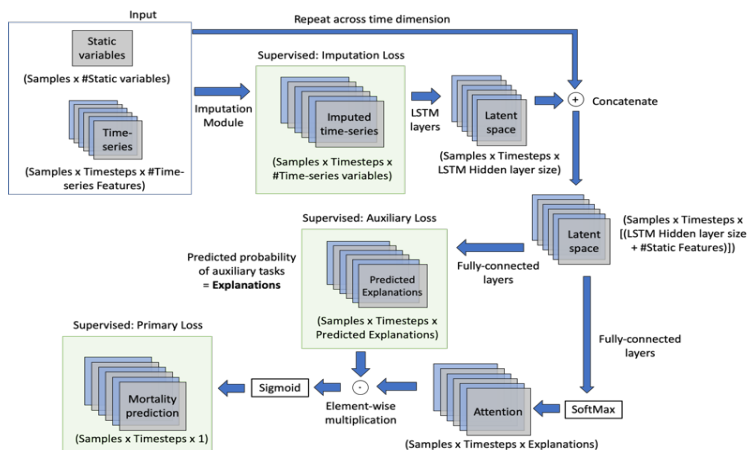 Input
Repeat across time dimension
Static
variables
(Samples x #Static variables)
Time-
series
(Samples x Timesteps x #Time-
series Features)
Imputation
Module
Supervised: Imputation Loss
Imputed
time-series
(Samples x Timesteps x
#Time-series variables)
LSTM
layers
Latent
space
(Samples x Timesteps x
LSTM Hidden layer size)
+
Concatenate
Latent
space
(Samples x Timesteps x
[(LSTM Hidden layer size
+ #Static Features)])
Fully-connected
layers
Supervised: Auxiliary Loss
Predicted
Explanations
(Samples x Timesteps x
Predicted Explanations)
Predicted probability
of auxiliary tasks
= Explanations
Fully-connected
layers
SoftMax
Attention
(Samples x Timesteps x Explanations)
Element-wise
multiplication
Sigmoid
Supervised: Primary Loss
Mortality
prediction
(Samples x Timesteps x 1)